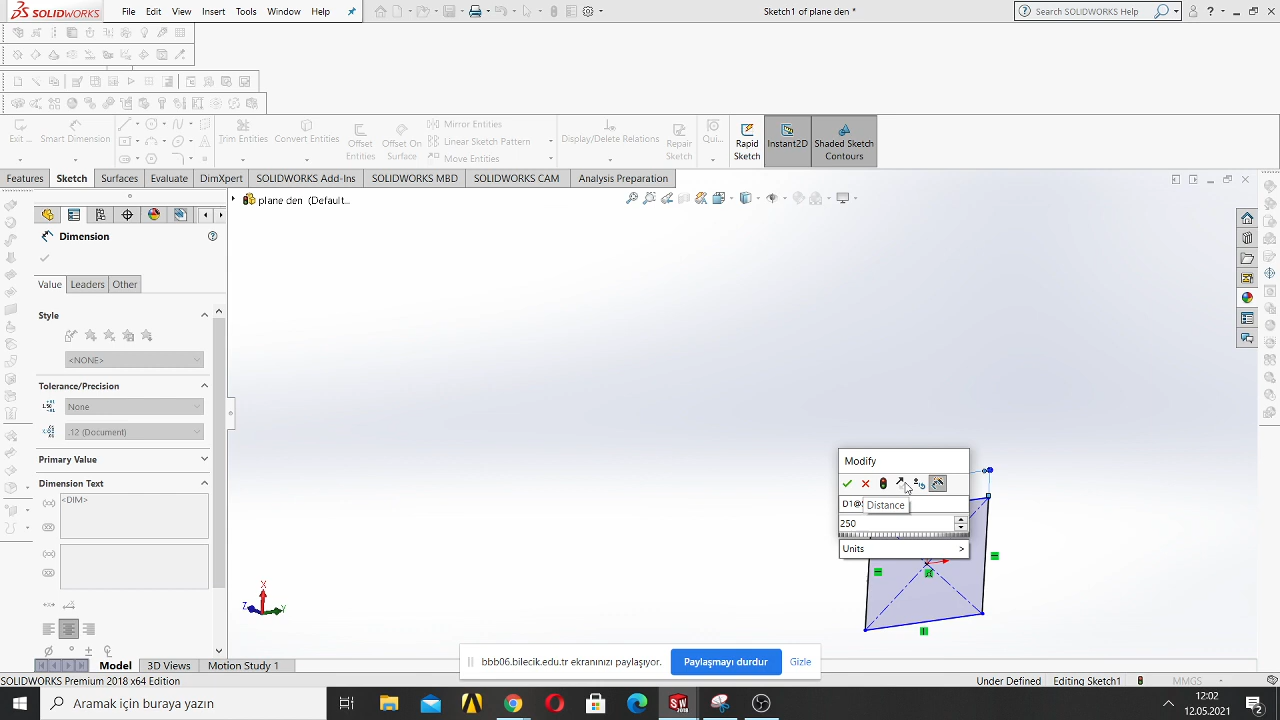 SOLIDWORKS File Edit View Insert Tools Window Help Sketch1 of plane den * Search SOLIDWORKS Help
Exit ... Smart Dimension Trim Entities Convert Entities Offset Entities Offset On Surface Mirror Entities Display/Delete Relations Repair Sketch Qui... Rapid Sketch Instant2D Shaded Sketch Contours
Linear Sketch Pattern
Move Entities
Features Sketch Surfaces Evaluate DimXpert SOLIDWORKS Add-Ins SOLIDWORKS MBD SOLIDWORKS CAM Analysis Preparation
plane den (Default...
Dimension
Value Leaders Other
Style
<NONE>
Tolerance/Precision
None
.12 (Document)
Primary Value
Dimension Text
<DIM>
Modify
D1@
Distance
250
Units >
X
Z Y
bbb06.bilecik.edu.tr ekranınızı paylaşıyor. Paylaşmayı durdur Gizle
Model 3D Views Motion Study 1
SOLIDWORKS Premium 2018 x64 Edition Under Defined Editing Sketch1 MMGS
Aramak için buraya yazın 12:02
12.05.2021